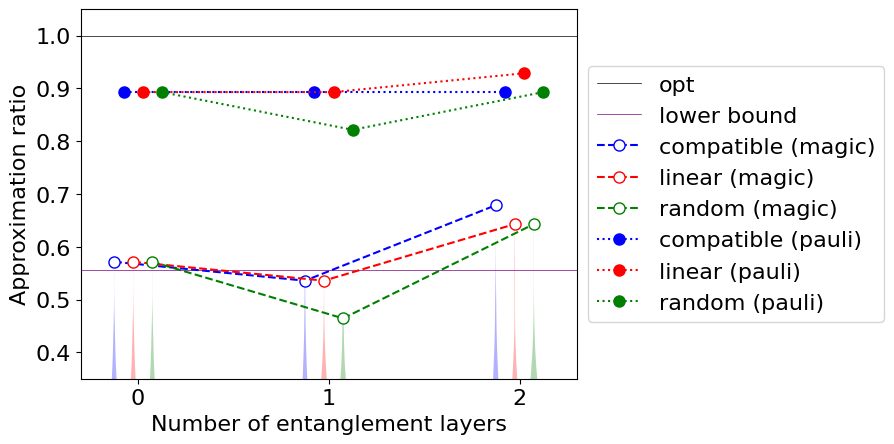 1.0
0.9
0.8
0.7
0.6
0.5
0.4
Approximation ratio
0 1 2
Number of entanglement layers
opt
lower bound
compatible (magic)
linear (magic)
random (magic)
compatible (pauli)
linear (pauli)
random (pauli)